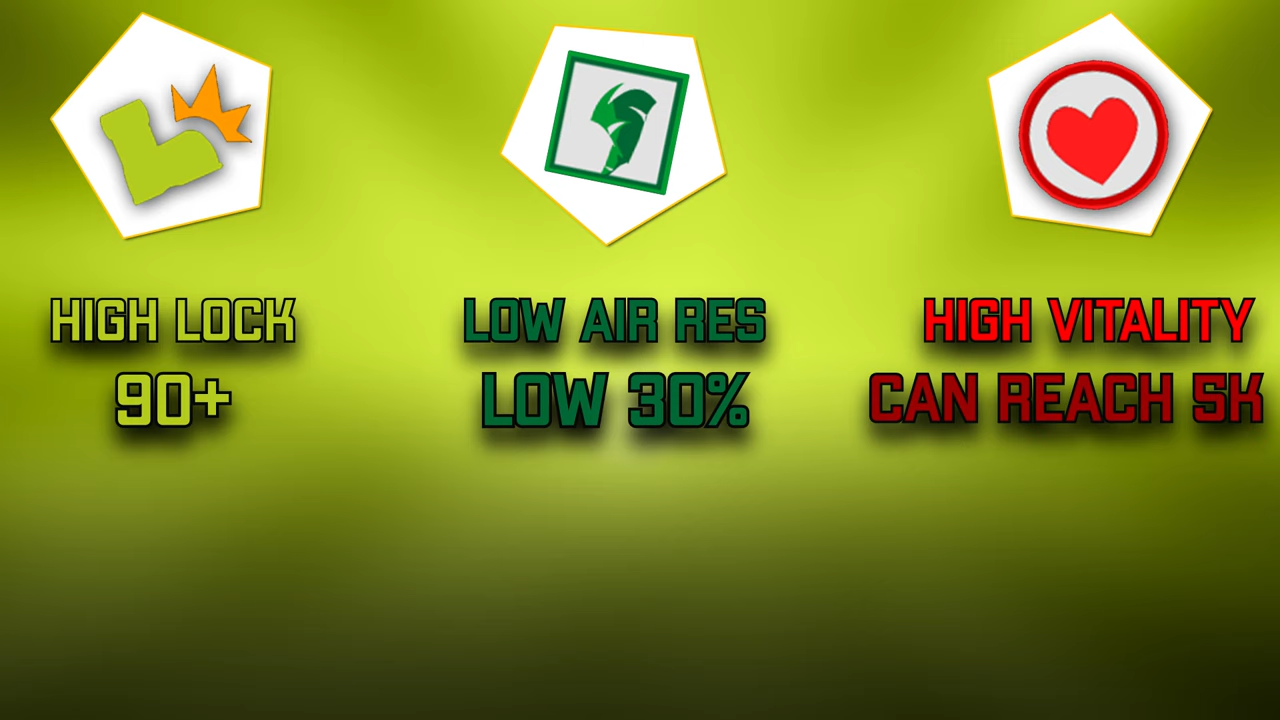 HIGH LOCK
90+
LOW AIR RES
LOW 30%
HIGH VITALITY
CAN REACH 5K